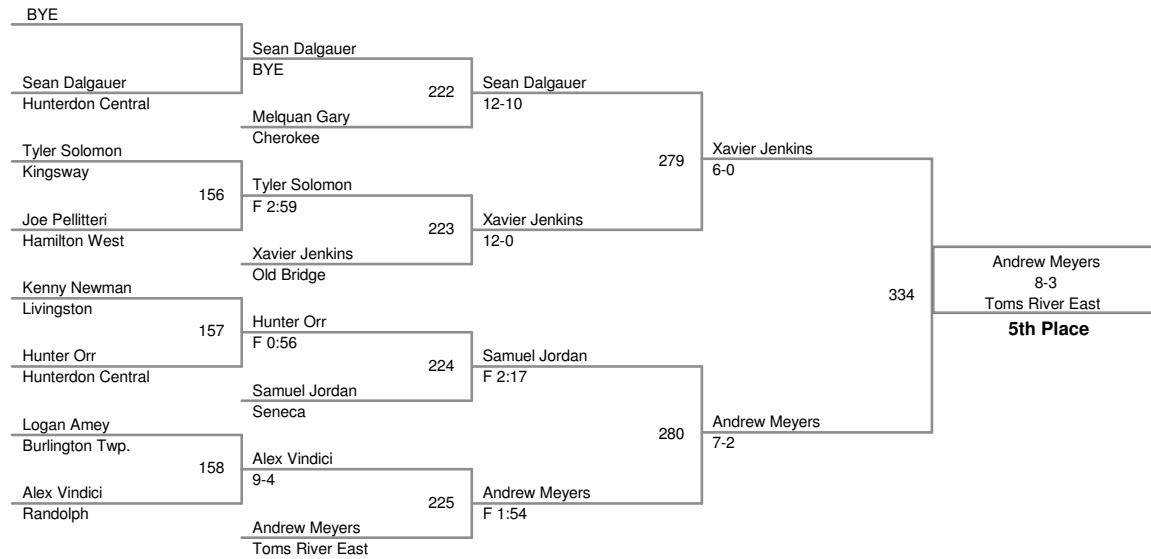 BYE
Sean Dalgauer
Hunterdon Central
Tyler Solomon
Kingsway
156
Joe Pellitteri
Hamilton West
Kenny Newman
Livingston
157
Hunter Orr
Hunterdon Central
Logan Amey
Burlington Twp.
158
Alex Vindici
Randolph
Sean Dalgauer
BYE
222
Melquan Gary
Cherokee
Tyler Solomon
F 2:59
223
Xavier Jenkins
Old Bridge
Hunter Orr
F 0:56
224
Samuel Jordan
Seneca
Alex Vindici
9-4
225
Andrew Meyers
Toms River East
Sean Dalgauer
12-10
279
Xavier Jenkins
12-0
Samuel Jordan
F 2:17
280
Andrew Meyers
F 1:54
Xavier Jenkins
6-0
334
Andrew Meyers
7-2
Andrew Meyers
8-3
Toms River East
5th Place